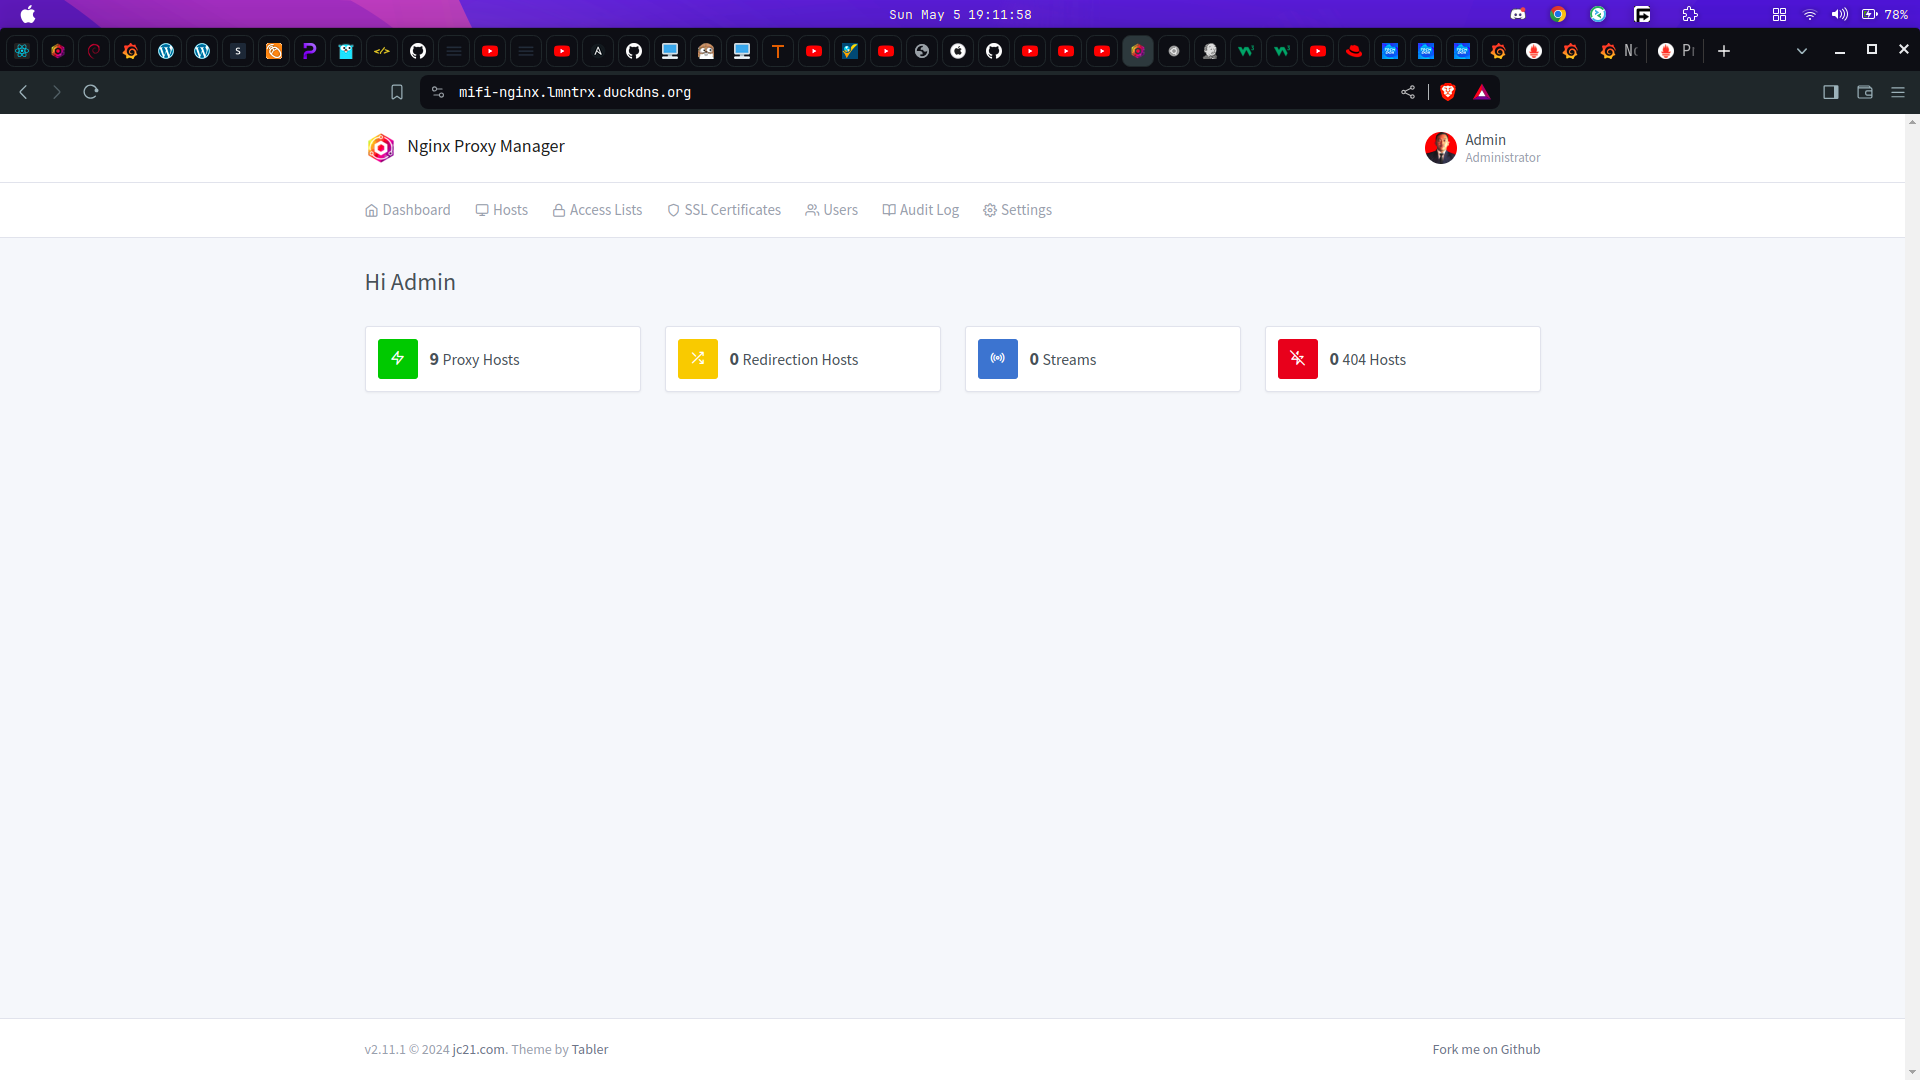 Sun May 5 19:11:58
78%
mifi-nginx.lmntrx.duckdns.org
Nginx Proxy Manager
Admin
Administrator
Dashboard Hosts Access Lists SSL Certificates Users Audit Log Settings
Hi Admin
9 Proxy Hosts
0 Redirection Hosts
0 Streams
0 404 Hosts
v2.11.1 © 2024 jc21.com. Theme by Tabler
Fork me on Github